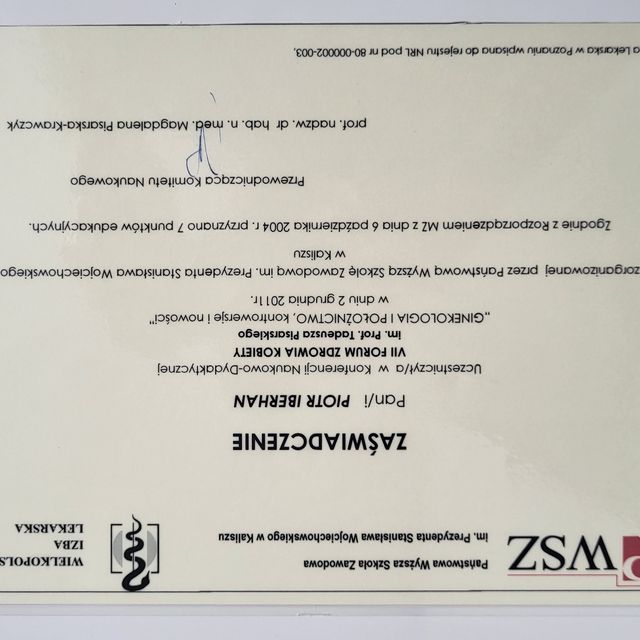 WSZ
Państwowa Wyższa Szkoła Zawodowa
im. Prezydenta Stanisława Wojciechowskiego w Kaliszu
WIELKOPOLS
IZBA
LEKARSKA
ZAŚWIADCZENIE
Pan/i PIOTR IBERHAN
Uczestniczył/a w Konferencji Naukowo-Dydaktycznej
VII FORUM ZDROWIA KOBIETY
im. Prof. Tadeusza Pisarskiego
„GINEKOLOGIA I POŁOŻNICTWO, kontrowersje i nowości"
w dniu 2 grudnia 2011r.
zorganizowanej przez Państwową Wyższą Szkołę Zawodową im. Prezydenta Stanisława Wojciechowskiego
w Kaliszu
Zgodnie z Rozporządzeniem MZ z dnia 6 października 2004 r. przyznano 7 punktów edukacyjnych.
Przewodnicząca Komitetu Naukowego
prof. nadzw. dr hab. n. med. Magdalena Pisarska-Krawczyk
a Lekarska w Poznaniu wpisana do rejestru NRL pod nr 80-000002-003.